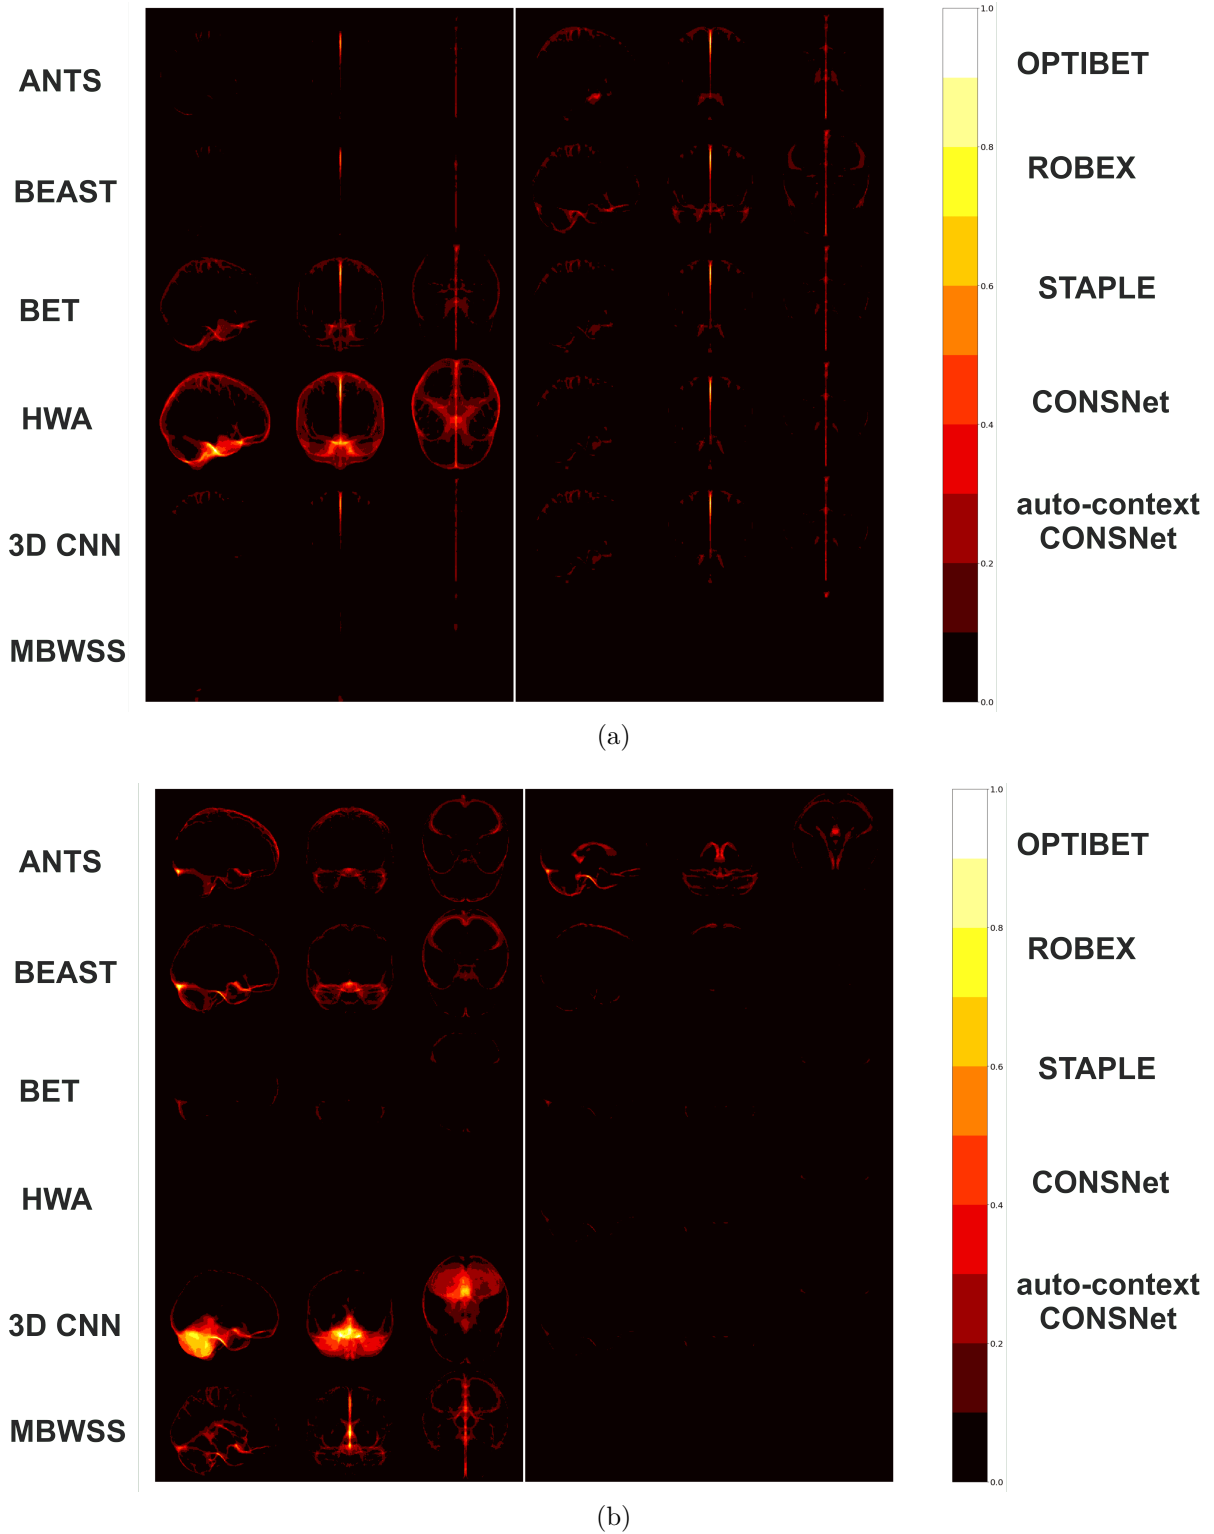 ANTS
BEAST
BET
HWA
3D CNN
MBWSS
1.0
0.8
0.6
0.4
0.2
0.0
OPTIBET
ROBEX
STAPLE
CONSNet
auto-context
CONSNet
(a)
ANTS
BEAST
BET
HWA
3D CNN
MBWSS
1.0
0.8
0.6
0.4
0.2
0.0
OPTIBET
ROBEX
STAPLE
CONSNet
auto-context
CONSNet
(b)